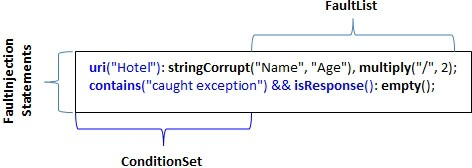 FaultList
FaultInjection
Statements
uri("Hotel"): stringCorrupt("Name", "Age"), multiply("/", 2);
contains("caught exception") && isResponse(): empty();
ConditionSet